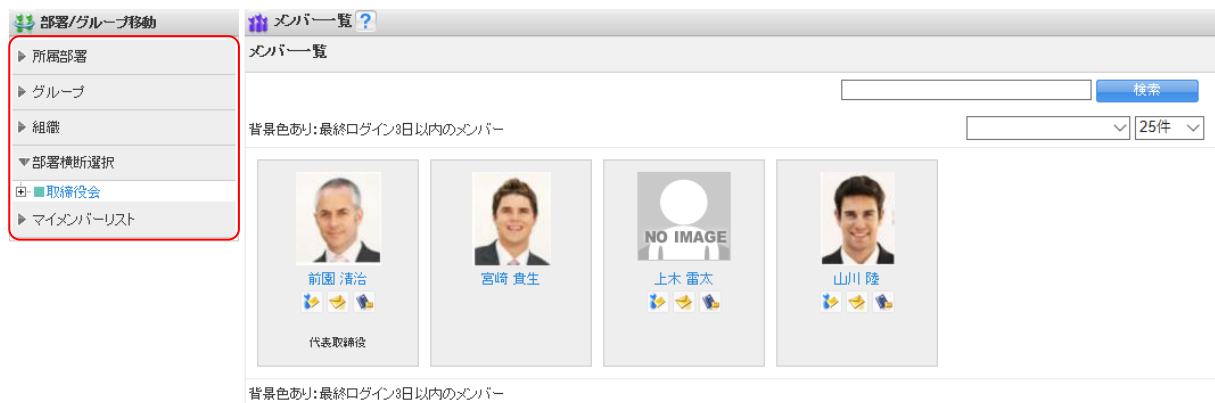 部署/グループ移動
所属部署
グループ
組織
部署横断選択
取締役会
マイメンバーリスト
メンバー一覧 ?
メンバー一覧
検索
背景色あり:最終ログイン3日以内のメンバー
25件
NO IMAGE
前園 清治
宮崎 貴生
上木 雷太
山川 陸
代表取締役
背景色あり:最終ログイン3日以内のメンバー